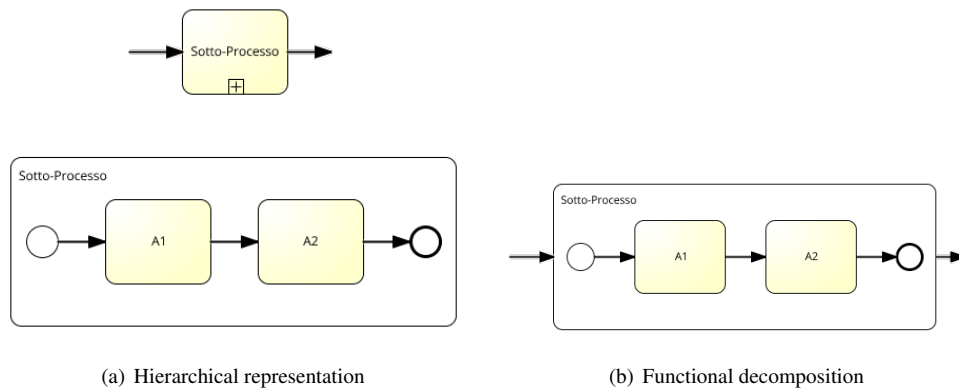 Sotto-Processo
Sotto-Processo
A1
A2
(a) Hierarchical representation
Sotto-Processo
A1
A2
(b) Functional decomposition